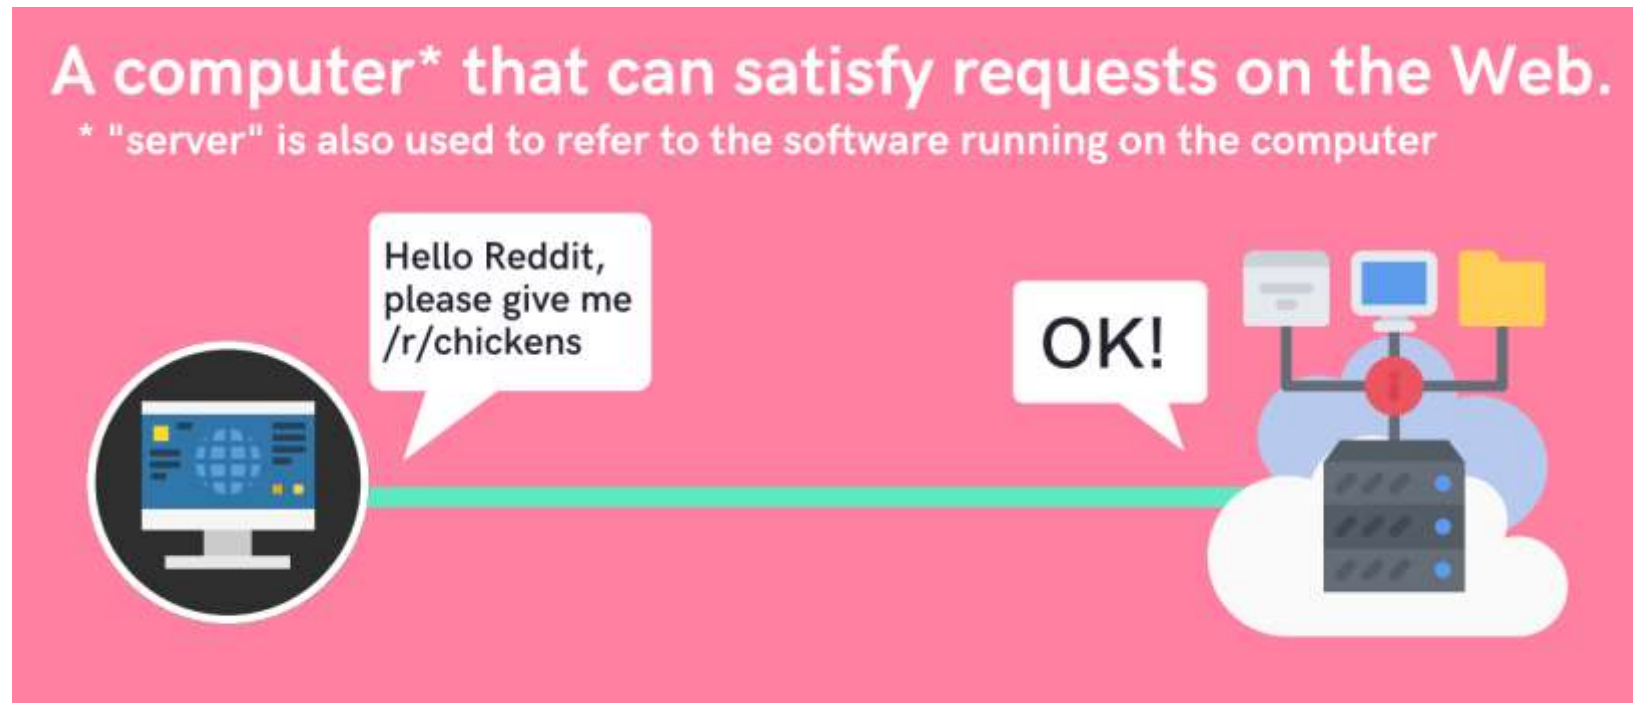 A computer* that can satisfy requests on the Web.
* "server" is also used to refer to the software running on the computer
Hello Reddit,
please give me
/r/chickens
OK!